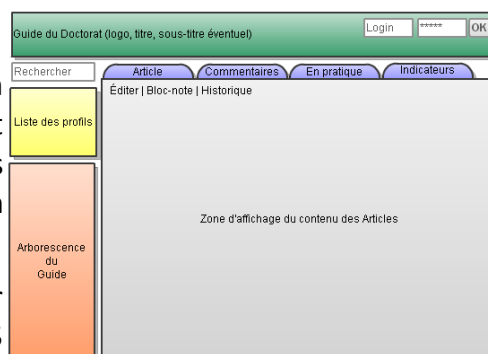 Guide du Doctorat (logo, titre, sous-titre éventuel)
Login ***** OK
Rechercher
Article Commentaires En pratique Indicateurs
Éditer | Bloc-note | Historique
Liste des profils
Zone d'affichage du contenu des Articles
Arborescence
du
Guide